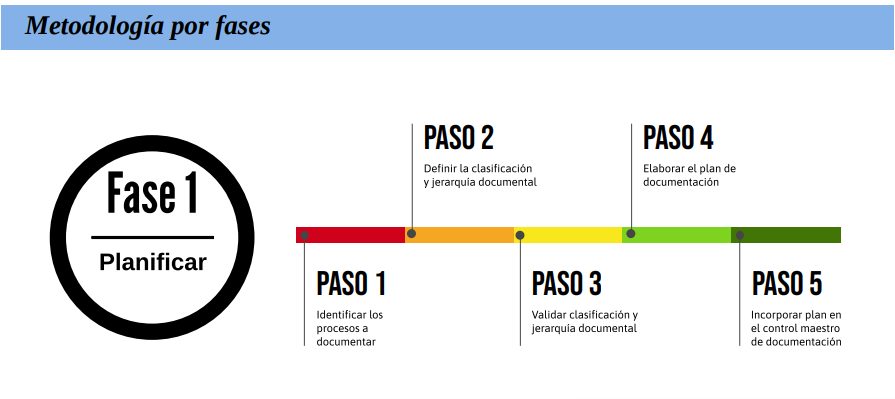 Metodología por fases
Fase 1
Planificar
PASO 1
Identificar los
procesos a
documentar
PASO 2
Definir la clasificación
y jerarquía documental
PASO 3
Validar clasificación y
jerarquía documental
PASO 4
Elaborar el plan de
documentación
PASO 5
Incorporar plan en
el control maestro
de documentación